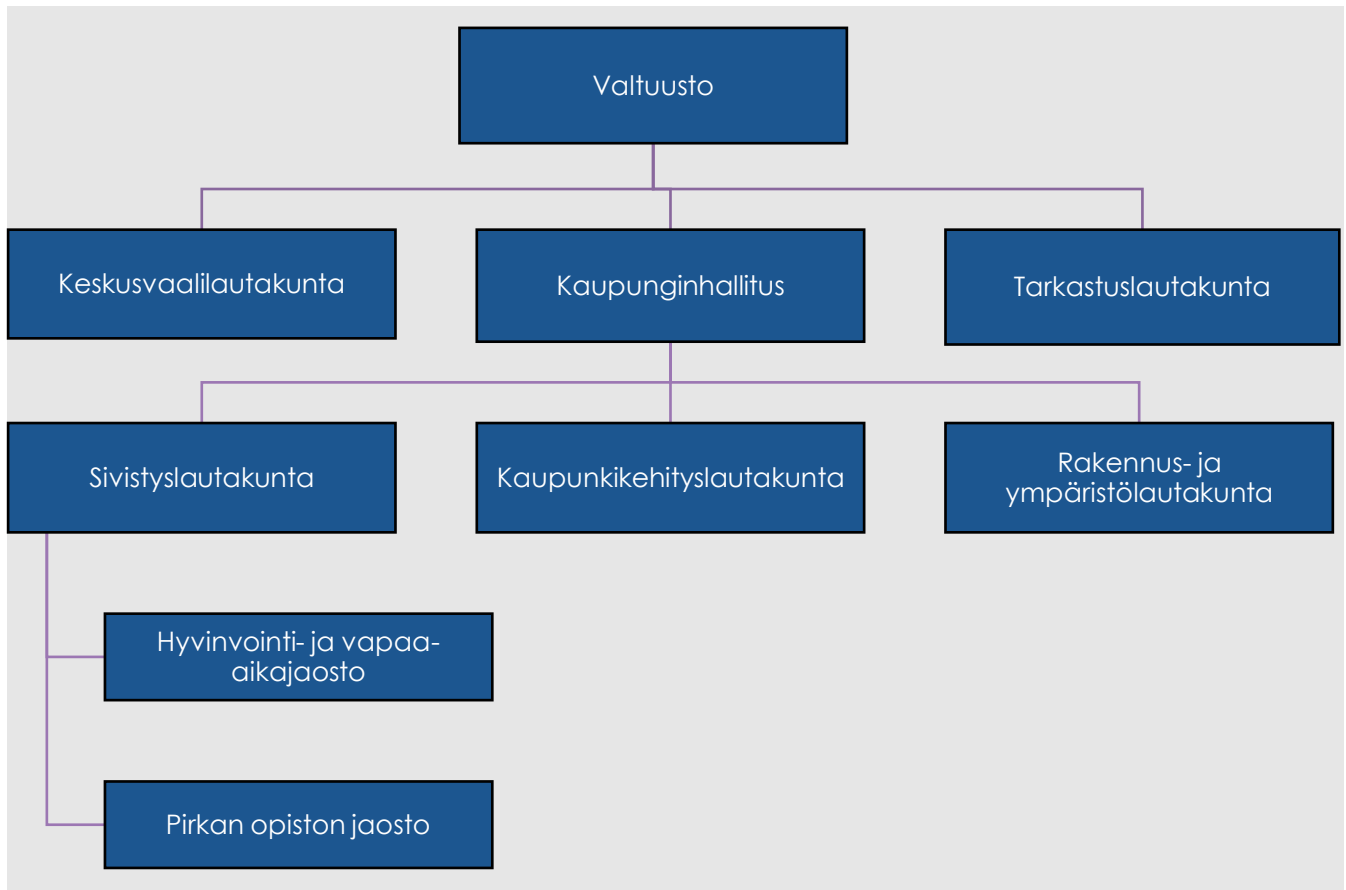 Valtuusto
Keskusvaalilautakunta
Kaupunginhallitus
Tarkastuslautakunta
Sivistyslautakunta
Kaupunkikehityslautakunta
Rakennus- ja
ympäristölautakunta
Hyvinvointi- ja vapaa-
aikajaosto
Pirkan opiston jaosto